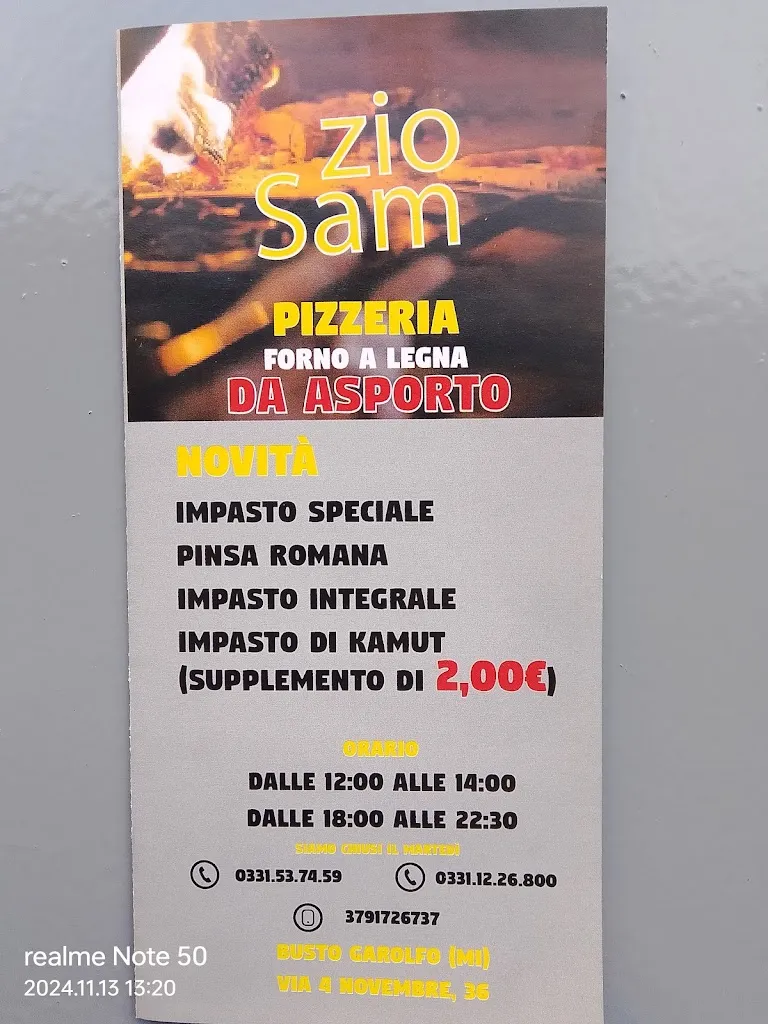 zio
Sam
PIZZERIA
FORNO A LEGNA
DA ASPORTO
NOVITÀ
IMPASTO SPECIALE
PINSA ROMANA
IMPASTO INTEGRALE
IMPASTO DI KAMUT
(SUPPLEMENTO DI 2,00€)
ORARIO
DALLE 12:00 ALLE 14:00
DALLE 18:00 ALLE 22:30
SIAMO CHIUSI IL MARTEDÌ
0331.53.74.59 0331.12.26.800
3791726737
BUSTO GAROLFO (MI)
VIA 4 NOVEMBRE, 36
realme Note 50
2024.11.13 13:20